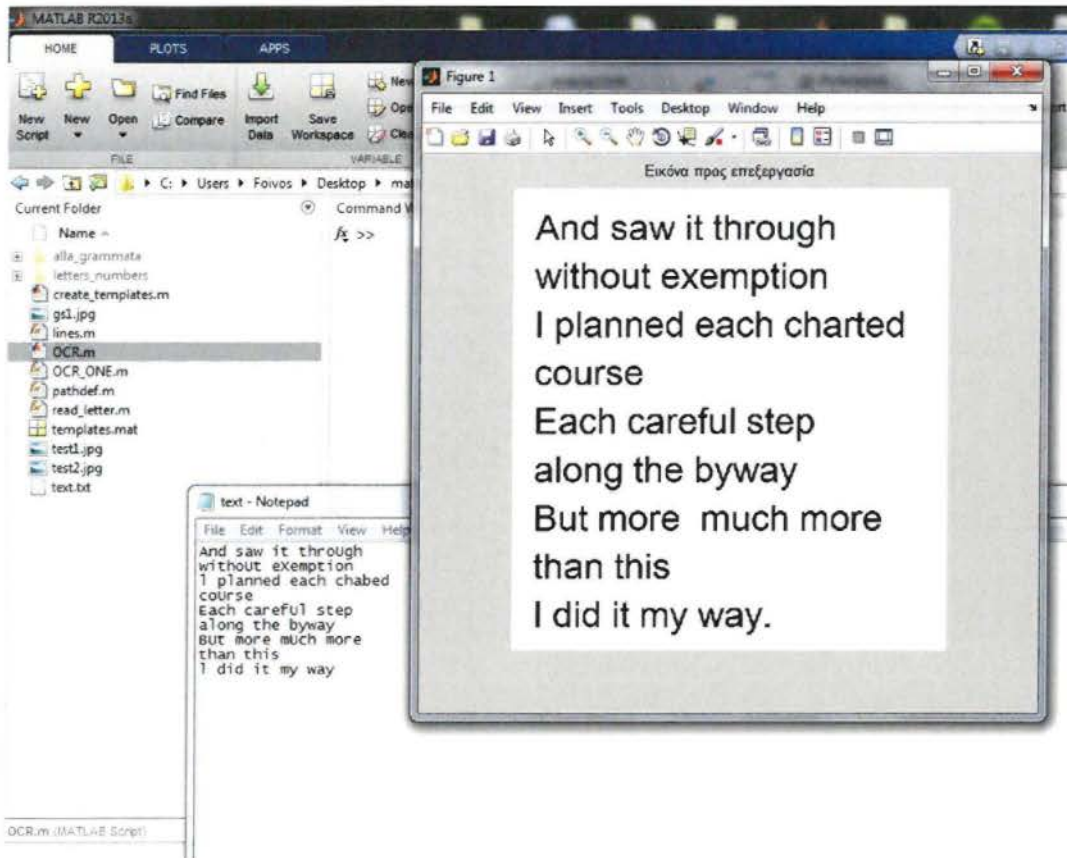 MATLAB R2013a
HOME PLOTS APPS
New Script
New
Open
Find Files
Compare
Import Data
Save Workspace
New
Open
Clea
FILE
VARIABLE
C: Users Foivos Desktop mat
Current Folder
Name
alla_grammata
letters_numbers
create_templates.m
gs1.jpg
lines.m
OCR.m
OCR_ONE.m
pathdef.m
read_letter.m
templates.mat
test1.jpg
test2.jpg
text.txt
OCR.m (MATLAB Script)
Command W
fx >>
Figure 1
File Edit View Insert Tools Desktop Window Help
Εικόνα προς επεξεργασία
And saw it through
without exemption
I planned each charted
course
Each careful step
along the byway
But more much more
than this
I did it my way.
text - Notepad
File Edit Format View Help
And saw it throUgh
without eXemption
l planned each chabed
coUrse
Each carefUl step
along the byway
BUt more mUch more
than this
l did it my way